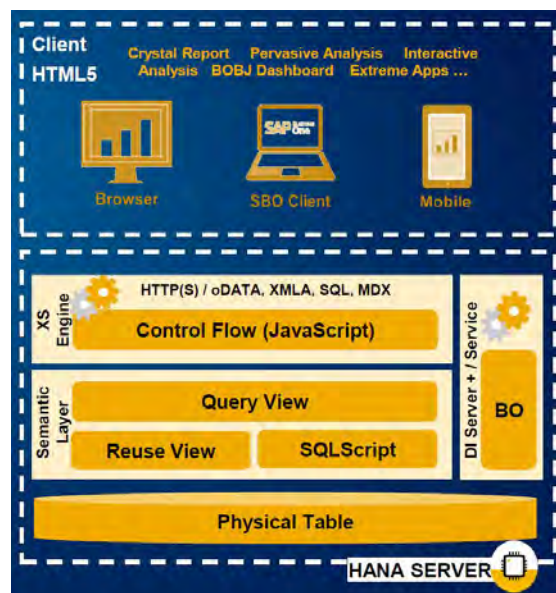 Client
HTML5
Crystal Report Pervasive Analysis Interactive
Analysis BOBJ Dashboard Extreme Apps ...
SAP Business
One
Browser
SBO Client
Mobile
XS
Engine
HTTP(S) / oDATA, XMLA, SQL, MDX
Control Flow (JavaScript)
Semantic
Layer
Query View
Reuse View
SQLScript
DI Server + / Service
BO
Physical Table
HANA SERVER